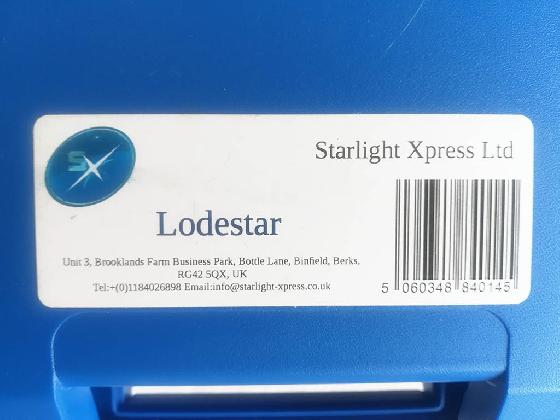 SX
Starlight Xpress Ltd
Lodestar
Unit 3, Brooklands Farm Business Park, Bottle Lane, Binfield, Berks,
RG42 5QX, UK
Tel:+(0)1184026898 Email:info@starlight-xpress.co.uk
5 060348 840145